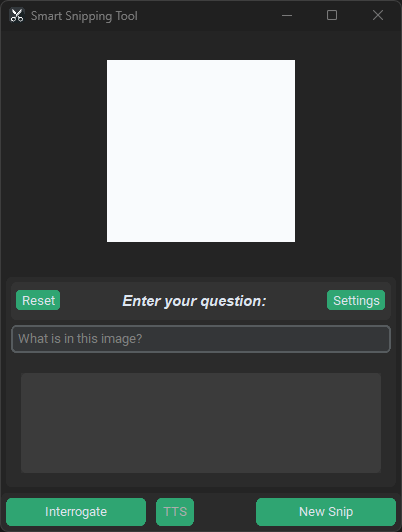 Smart Snipping Tool
Reset Enter your question: Settings
What is in this image?
Interrogate TTS New Snip